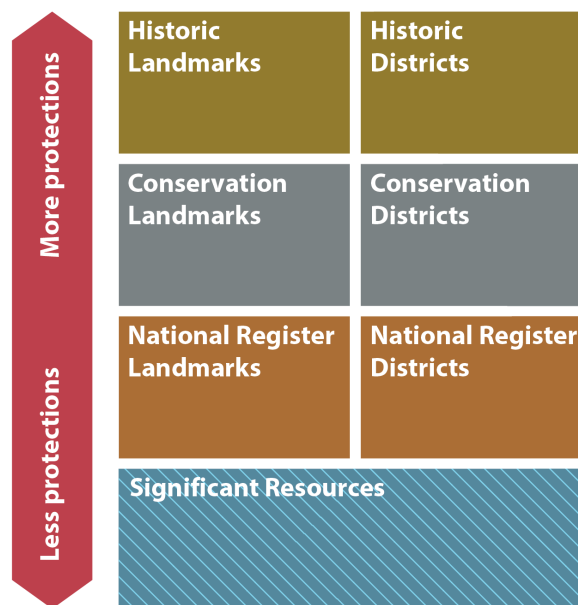 More protections
Less protections
Historic
Landmarks
Historic
Districts
Conservation
Landmarks
Conservation
Districts
National Register
Landmarks
National Register
Districts
Significant Resources